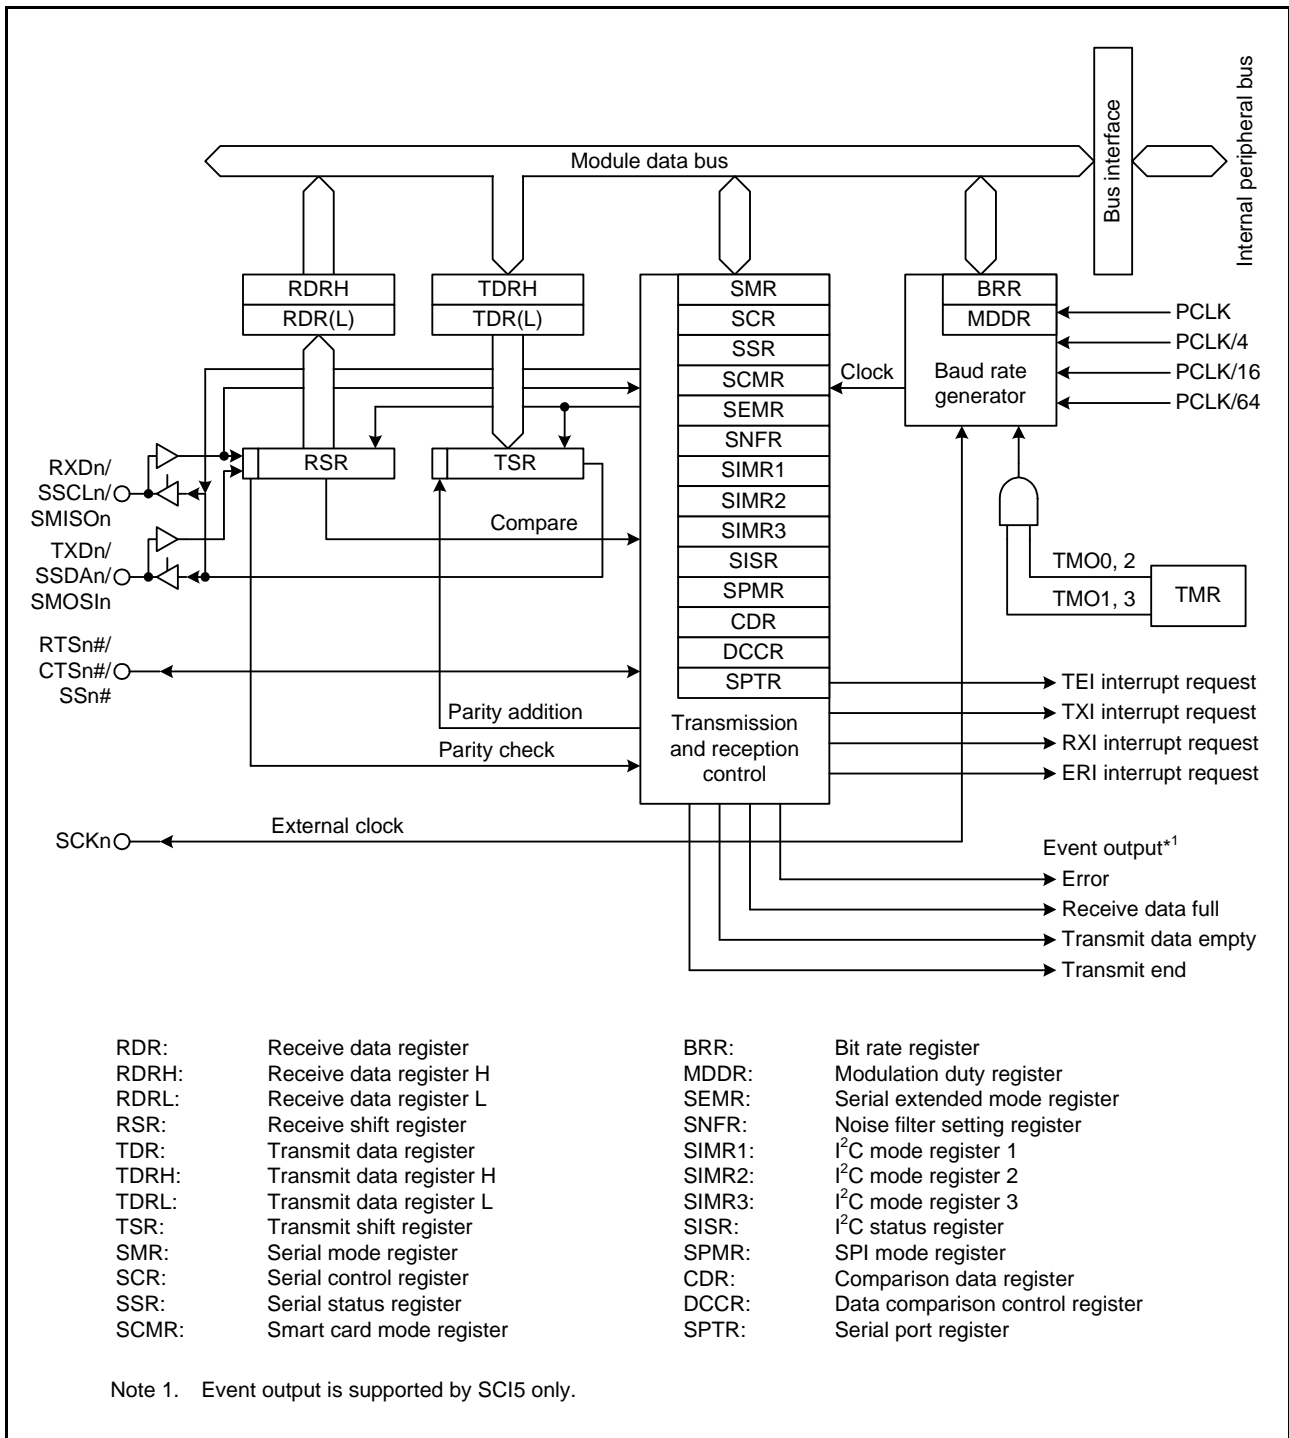 Module data bus
Bus interface
Internal peripheral bus
RDRH
RDR(L)
TDRH
TDR(L)
SMR
SCR
SSR
SCMR
SEMR
SNFR
SIMR1
SIMR2
SIMR3
SISR
SPMR
CDR
DCCR
SPTR
Transmission
and reception
control
BRR
MDDR
Baud rate
generator
Clock
PCLK
PCLK/4
PCLK/16
PCLK/64
RSR
TSR
RXDn/
SSCLn/
SMISOn
TXDn/
SSDAn/
SMOSIn
Compare
TMO0, 2
TMO1, 3
TMR
RTSn#/
CTSn#/
SSn#
Parity addition
Parity check
TEI interrupt request
TXI interrupt request
RXI interrupt request
ERI interrupt request
SCKn
External clock
Event output*1
Error
Receive data full
Transmit data empty
Transmit end
RDR: Receive data register
RDRH: Receive data register H
RDRL: Receive data register L
RSR: Receive shift register
TDR: Transmit data register
TDRH: Transmit data register H
TDRL: Transmit data register L
TSR: Transmit shift register
SMR: Serial mode register
SCR: Serial control register
SSR: Serial status register
SCMR: Smart card mode register
BRR: Bit rate register
MDDR: Modulation duty register
SEMR: Serial extended mode register
SNFR: Noise filter setting register
SIMR1: I2C mode register 1
SIMR2: I2C mode register 2
SIMR3: I2C mode register 3
SISR: I2C status register
SPMR: SPI mode register
CDR: Comparison data register
DCCR: Data comparison control register
SPTR: Serial port register
Note 1. Event output is supported by SCI5 only.